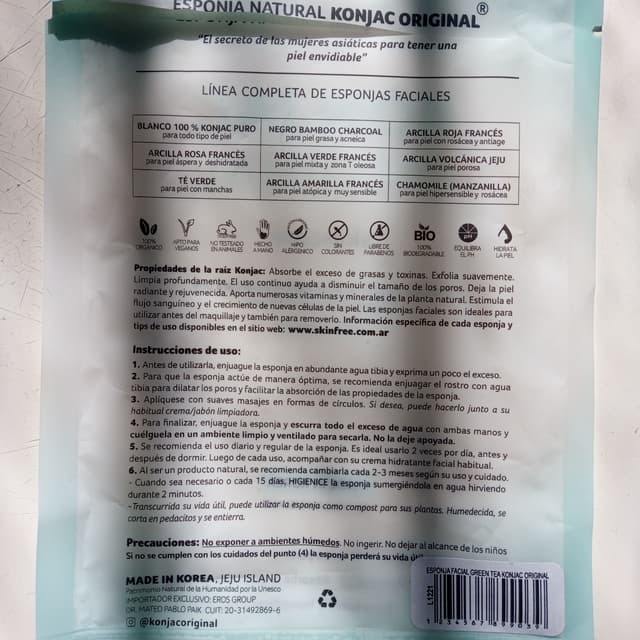 ESPONJA NATURAL KONJAC ORIGINAL®
"El secreto de las mujeres asiáticas para tener una
piel envidiable"
LÍNEA COMPLETA DE ESPONJAS FACIALES
BLANCO 100 % KONJAC PURO
para todo tipo de piel
NEGRO BAMBOO CHARCOAL
para piel grasa y acneica
ARCILLA ROJA FRANCÉS
para piel con rosácea y antiage
ARCILLA ROSA FRANCÉS
para piel áspera y deshidratada
ARCILLA VERDE FRANCÉS
para piel mixta y zona T oleosa
ARCILLA VOLCÁNICA JEJU
para piel porosa
TÉ VERDE
para piel con manchas
ARCILLA AMARILLA FRANCÉS
para piel atópica y muy sensible
CHAMOMILE (MANZANILLA)
para piel hipersensible y rosácea
100%
ORGÁNICO
APTO PARA
VEGANOS
NO TESTEADO
EN ANIMALES
HECHO
A MANO
HIPO
ALERGÉNICO
SIN
COLORANTES
LIBRE DE
PARABENOS
BIO
100%
BIODEGRADABLE
PH
EQUILIBRA
EL PH
HIDRATA
LA PIEL
Propiedades de la raíz Konjac: Absorbe el exceso de grasas y toxinas. Exfolia suavemente.
Limpia profundamente. El uso continuo ayuda a disminuir el tamaño de los poros. Deja la piel
radiante y rejuvenecida. Aporta numerosas vitaminas y minerales de la planta natural. Estimula el
flujo sanguíneo y el crecimiento de nuevas células de la piel. Las esponjas faciales son ideales para
utilizar antes del maquillaje y también para removerlo. Información específica de cada esponja y
tips de uso disponibles en el sitio web: www.skinfree.com.ar
Instrucciones de uso:
1. Antes de utilizarla, enjuague la esponja en abundante agua tibia y exprima un poco el exceso.
2. Para que la esponja actúe de manera óptima, se recomienda enjuagar el rostro con agua
tibia para dilatar los poros y facilitar la absorción de las propiedades de la esponja.
3. Aplíquese con suaves masajes en formas de círculos. Si desea, puede hacerlo junto a su
habitual crema/jabón limpiadora.
4. Para finalizar, enjuague la esponja y escurra todo el exceso de agua con ambas manos y
cuélguela en un ambiente limpio y ventilado para secarla. No la deje apoyada.
5. Se recomienda el uso diario y regular de la esponja. Es ideal usarlo 2 veces por día, antes y
después de dormir. Luego de cada uso, acompañar con su crema hidratante facial habitual.
6. Al ser un producto natural, se recomienda cambiarla cada 2-3 meses según su uso y cuidado.
- Cuando sea necesario o cada 15 días, HIGIENICE la esponja sumergiéndola en agua hirviendo
durante 2 minutos.
-Transcurrida su vida útil, puede utilizar la esponja como compost para sus plantas. Humedecida, se
corta en pedacitos y se entierra.
Precauciones: No exponer a ambientes húmedos. No ingerir. No dejar al alcance de los niños
Si no se cumplen con los cuidados del punto (4) la esponja perderá su vida útil
MADE IN KOREA, JEJU ISLAND
Patrimonio Natural de la Humanidad por la Unesco
IMPORTADOR EXCLUSIVO: EROS GROUP
DR. MATEO PABLO PAIK CUIT: 20-31492869-6
@konjacoriginal
ESPONJA FACIAL GREEN TEA KONJAC ORIGINAL
L1221